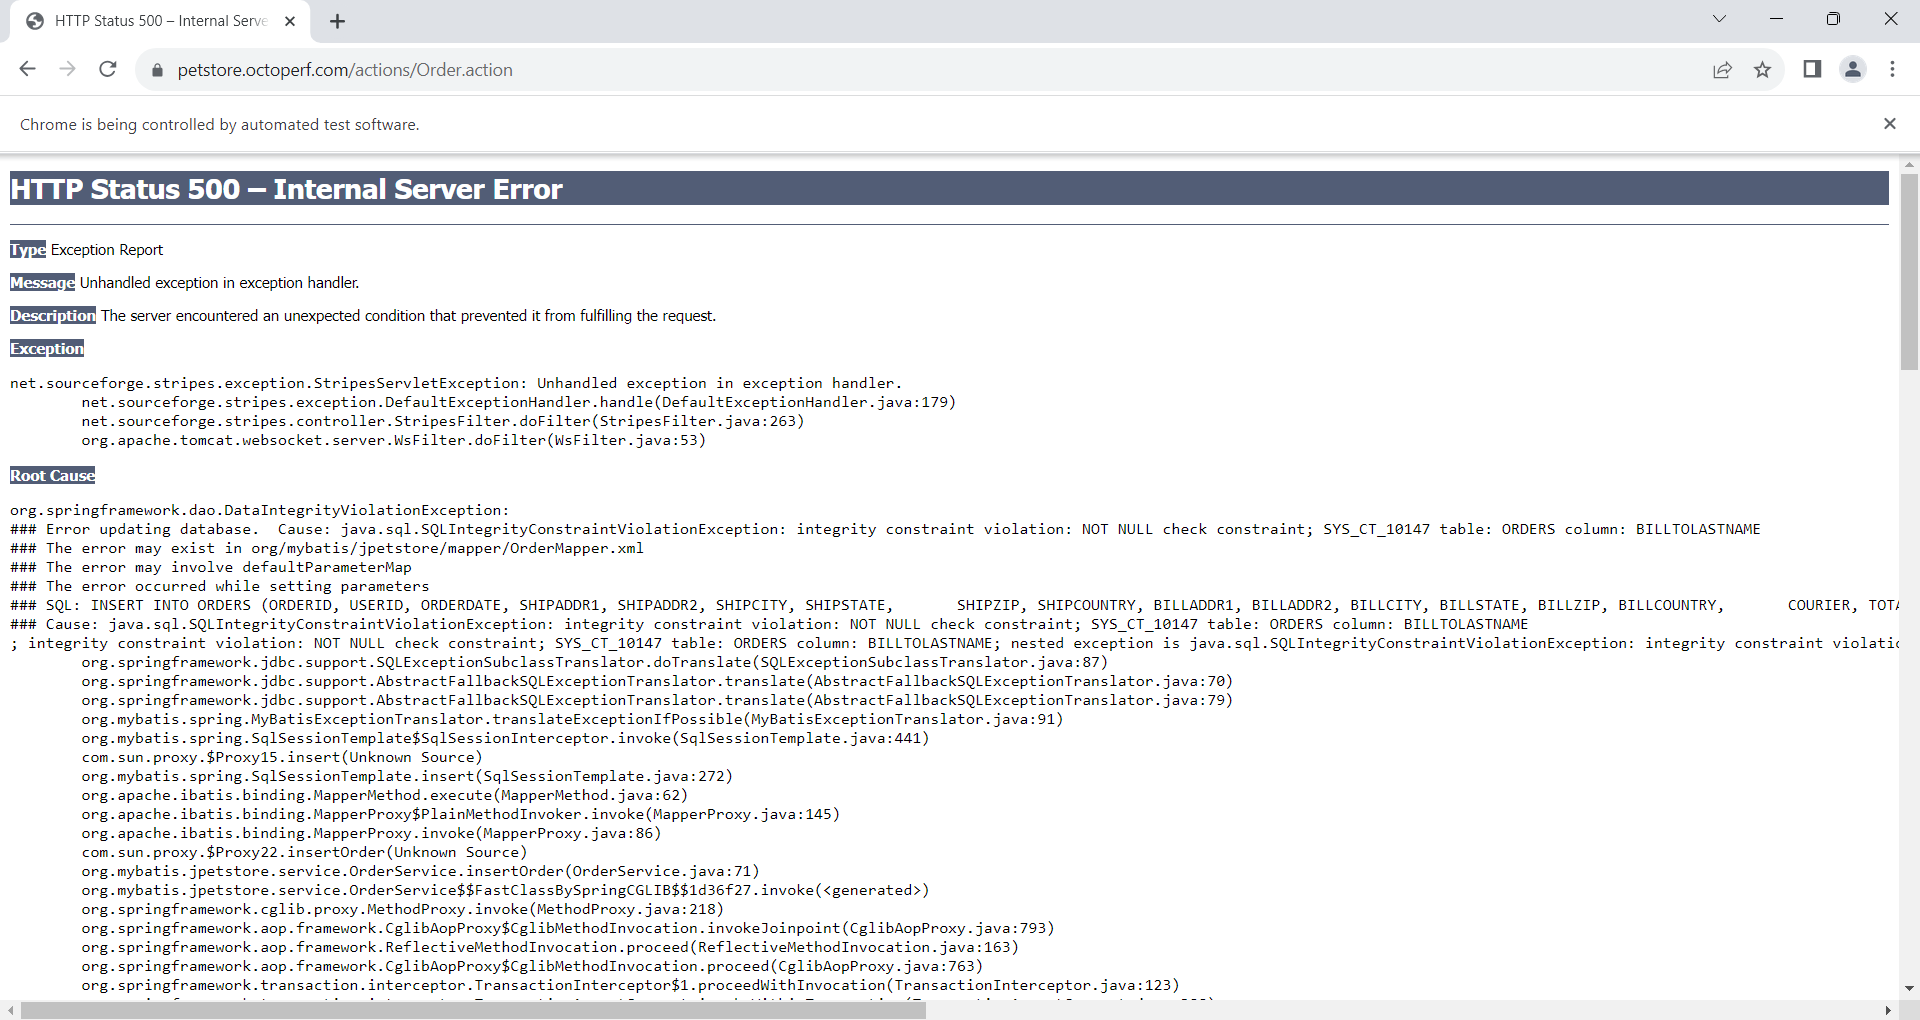 HTTP Status 500 – Internal Serve
petstore.octoperf.com/actions/Order.action
Chrome is being controlled by automated test software.
HTTP Status 500 – Internal Server Error
Type Exception Report
Message Unhandled exception in exception handler.
Description The server encountered an unexpected condition that prevented it from fulfilling the request.
Exception
net.sourceforge.stripes.exception.StripesServletException: Unhandled exception in exception handler.
net.sourceforge.stripes.exception.DefaultExceptionHandler.handle(DefaultExceptionHandler.java:179)
net.sourceforge.stripes.controller.StripesFilter.doFilter(StripesFilter.java:263)
org.apache.tomcat.websocket.server.WsFilter.doFilter(WsFilter.java:53)
Root Cause
org.springframework.dao.DataIntegrityViolationException:
### Error updating database.  Cause: java.sql.SQLIntegrityConstraintViolationException: integrity constraint violation: NOT NULL check constraint; SYS_CT_10147 table: ORDERS column: BILLTOLASTNAME
### The error may exist in org/mybatis/jpetstore/mapper/OrderMapper.xml
### The error may involve defaultParameterMap
### The error occurred while setting parameters
### SQL: INSERT INTO ORDERS (ORDERID, USERID, ORDERDATE, SHIPADDR1, SHIPADDR2, SHIPCITY, SHIPSTATE,       SHIPZIP, SHIPCOUNTRY, BILLADDR1, BILLADDR2, BILLCITY, BILLSTATE, BILLZIP, BILLCOUNTRY,       COURIER, TOTA
### Cause: java.sql.SQLIntegrityConstraintViolationException: integrity constraint violation: NOT NULL check constraint; SYS_CT_10147 table: ORDERS column: BILLTOLASTNAME
; integrity constraint violation: NOT NULL check constraint; SYS_CT_10147 table: ORDERS column: BILLTOLASTNAME; nested exception is java.sql.SQLIntegrityConstraintViolationException: integrity constraint violatio
org.springframework.jdbc.support.SQLExceptionSubclassTranslator.doTranslate(SQLExceptionSubclassTranslator.java:87)
org.springframework.jdbc.support.AbstractFallbackSQLExceptionTranslator.translate(AbstractFallbackSQLExceptionTranslator.java:70)
org.springframework.jdbc.support.AbstractFallbackSQLExceptionTranslator.translate(AbstractFallbackSQLExceptionTranslator.java:79)
org.mybatis.spring.MyBatisExceptionTranslator.translateExceptionIfPossible(MyBatisExceptionTranslator.java:91)
org.mybatis.spring.SqlSessionTemplate$SqlSessionInterceptor.invoke(SqlSessionTemplate.java:441)
com.sun.proxy.$Proxy15.insert(Unknown Source)
org.mybatis.spring.SqlSessionTemplate.insert(SqlSessionTemplate.java:272)
org.apache.ibatis.binding.MapperMethod.execute(MapperMethod.java:62)
org.apache.ibatis.binding.MapperProxy$PlainMethodInvoker.invoke(MapperProxy.java:145)
org.apache.ibatis.binding.MapperProxy.invoke(MapperProxy.java:86)
com.sun.proxy.$Proxy22.insertOrder(Unknown Source)
org.mybatis.jpetstore.service.OrderService.insertOrder(OrderService.java:71)
org.mybatis.jpetstore.service.OrderService$$FastClassBySpringCGLIB$$1d36f27.invoke(<generated>)
org.springframework.cglib.proxy.MethodProxy.invoke(MethodProxy.java:218)
org.springframework.aop.framework.CglibAopProxy$CglibMethodInvocation.invokeJoinpoint(CglibAopProxy.java:793)
org.springframework.aop.framework.ReflectiveMethodInvocation.proceed(ReflectiveMethodInvocation.java:163)
org.springframework.aop.framework.CglibAopProxy$CglibMethodInvocation.proceed(CglibAopProxy.java:763)
org.springframework.transaction.interceptor.TransactionInterceptor$1.proceedWithInvocation(TransactionInterceptor.java:123)